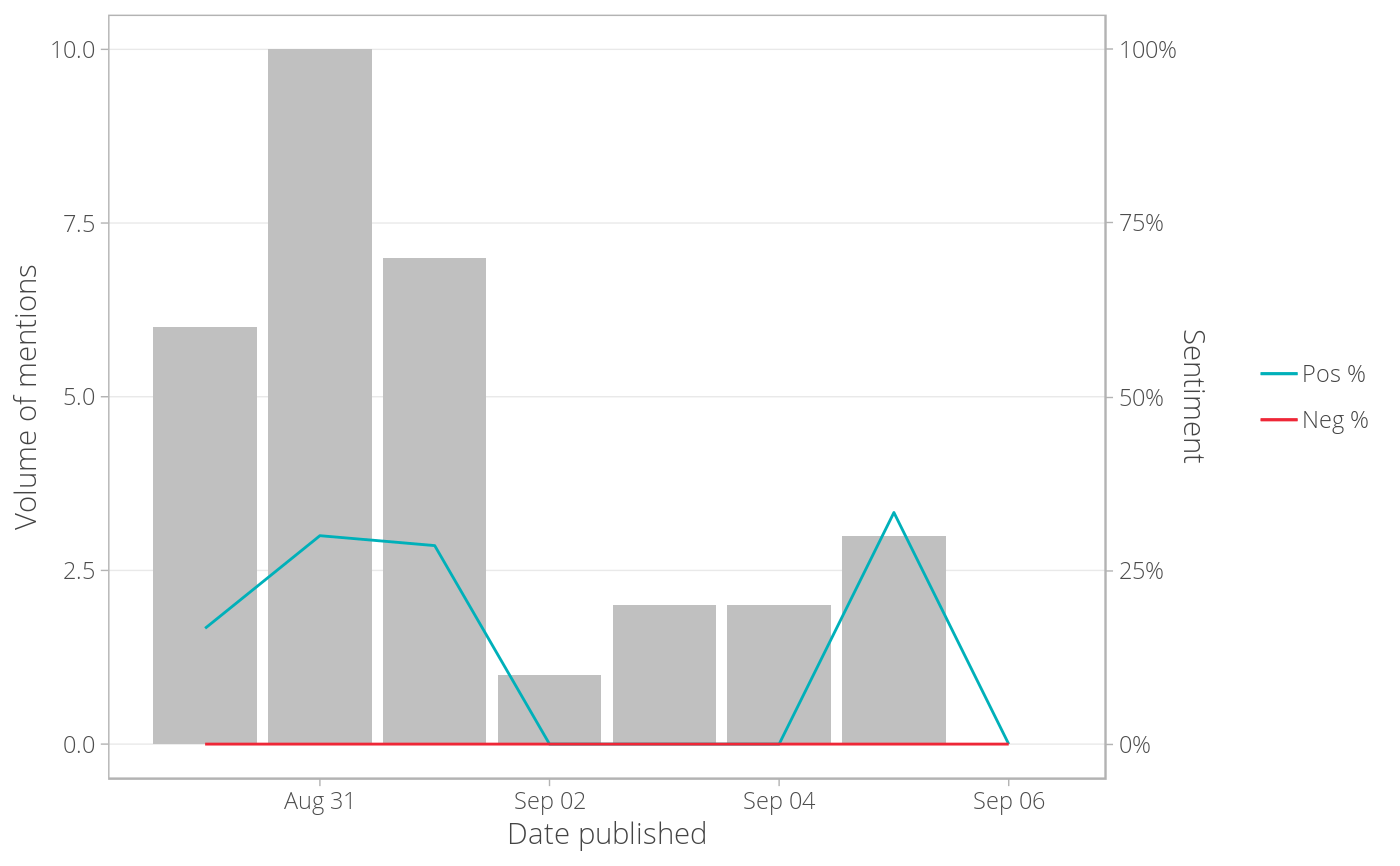 10.0
7.5
5.0
2.5
0.0
Volume of mentions
100%
75%
50%
25%
0%
Sentiment
Pos %
Neg %
Aug 31
Sep 02
Sep 04
Sep 06
Date published